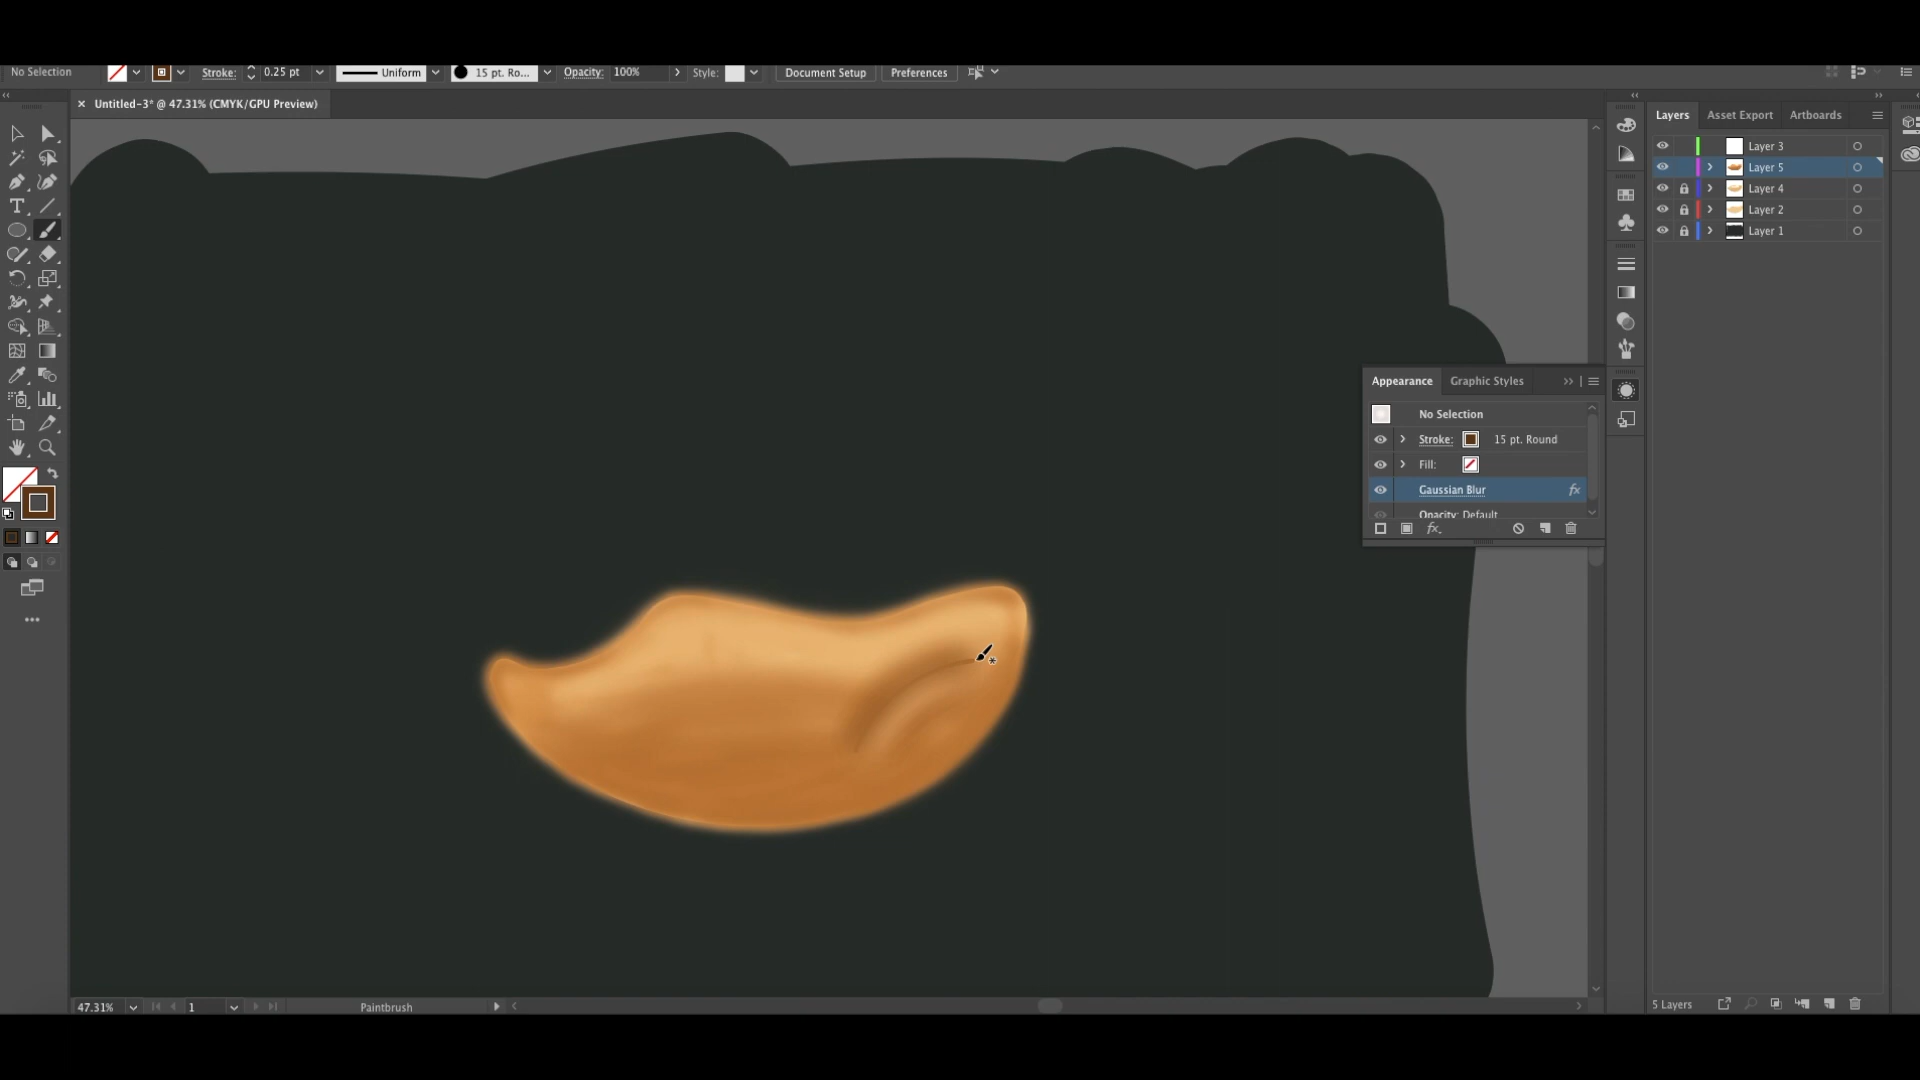 No Selection Stroke: 0.25 pt Uniform 15 pt. Ro... Opacity: 100% Style: Document Setup Preferences
× Untitled-3* @ 47.31% (CMYK/GPU Preview)
Layers Asset Export Artboards
Layer 3
Layer 5
Layer 4
Layer 2
Layer 1
Appearance Graphic Styles
No Selection
Stroke: 15 pt. Round
Fill:
Gaussian Blur fx
Opacity: Default
fx.
47.31% 1 Paintbrush
5 Layers